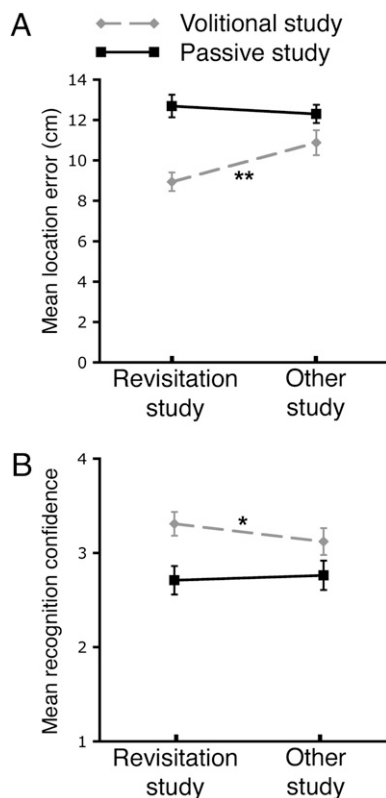 A
Volitional study
Passive study
Mean location error (cm)
14
12
10
8
6
4
2
0
**
Revisitation study
Other study
B
Mean recognition confidence
4
3
2
1
*
Revisitation study
Other study